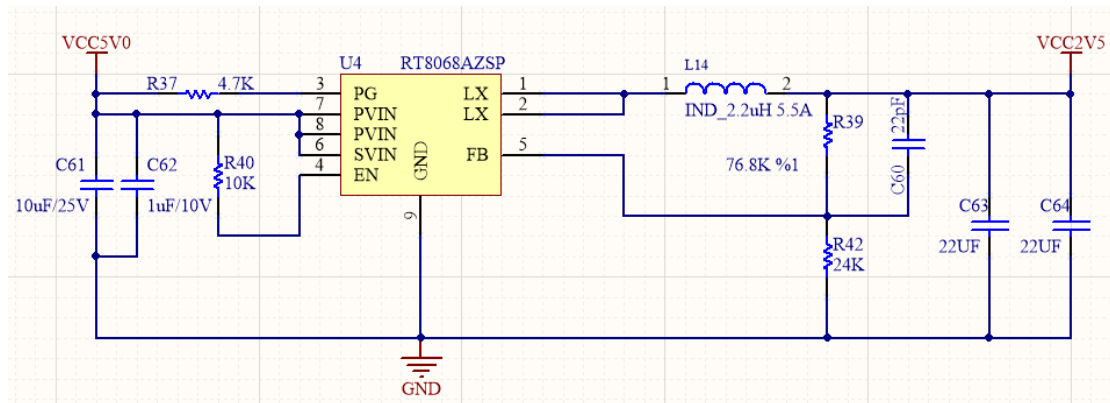 VCC5V0
VCC2V5
U4 RT8068AZSP
L14
R37 4.7K
3 PG LX 1
1 2
7 PVIN LX 2
IND_2.2uH 5.5A
8 PVIN
6 SVIN FB 5
4 EN
GND
9
R39
22pF
76.8K %1
C60
C61
C62
R40
10K
10uF/25V
1uF/10V
C63
C64
R42
24K
22UF
22UF
GND